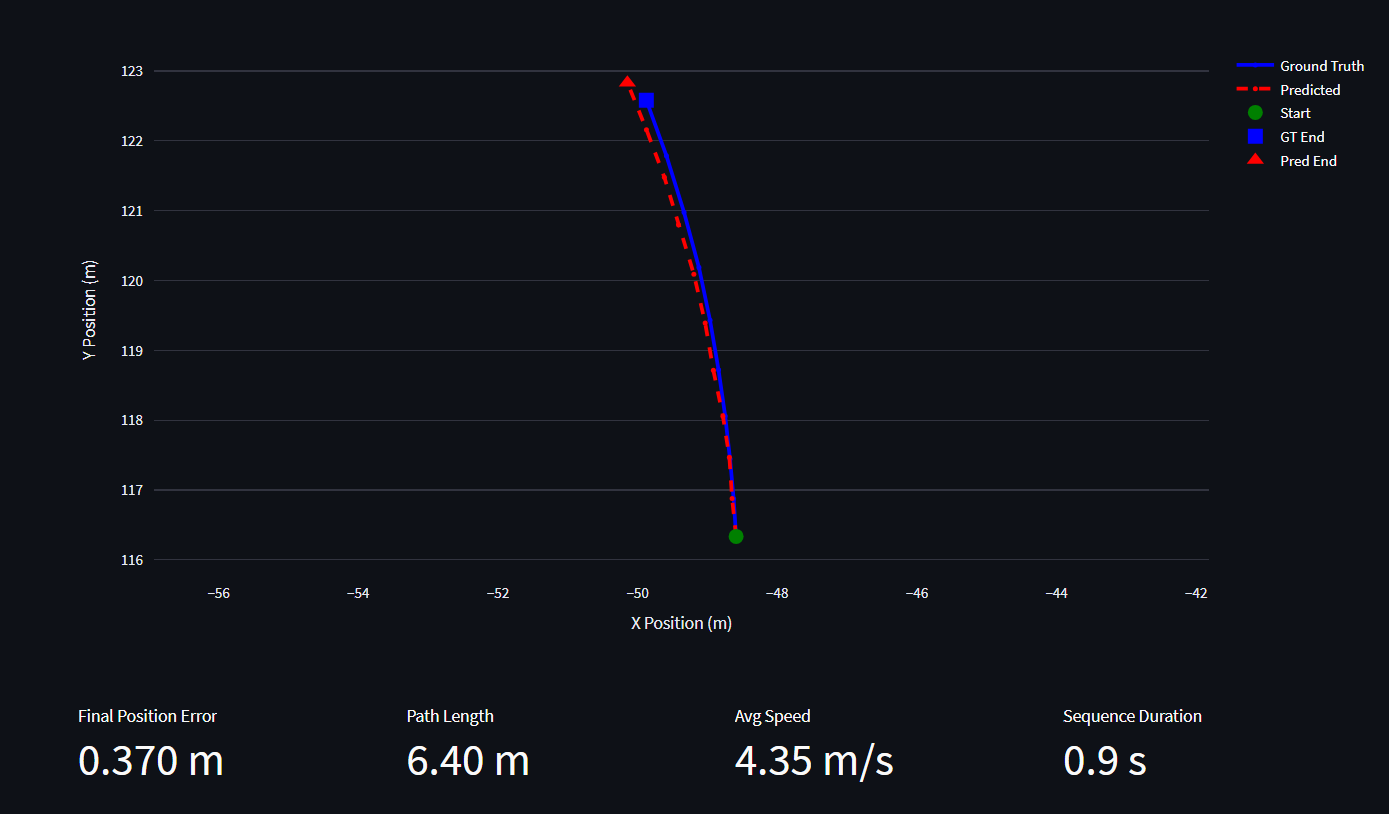 123
122
121
120
119
118
117
116
Y Position (m)
−56
−54
−52
−50
−48
−46
−44
−42
X Position (m)
Ground Truth
Predicted
Start
GT End
Pred End
Final Position Error
0.370 m
Path Length
6.40 m
Avg Speed
4.35 m/s
Sequence Duration
0.9 s